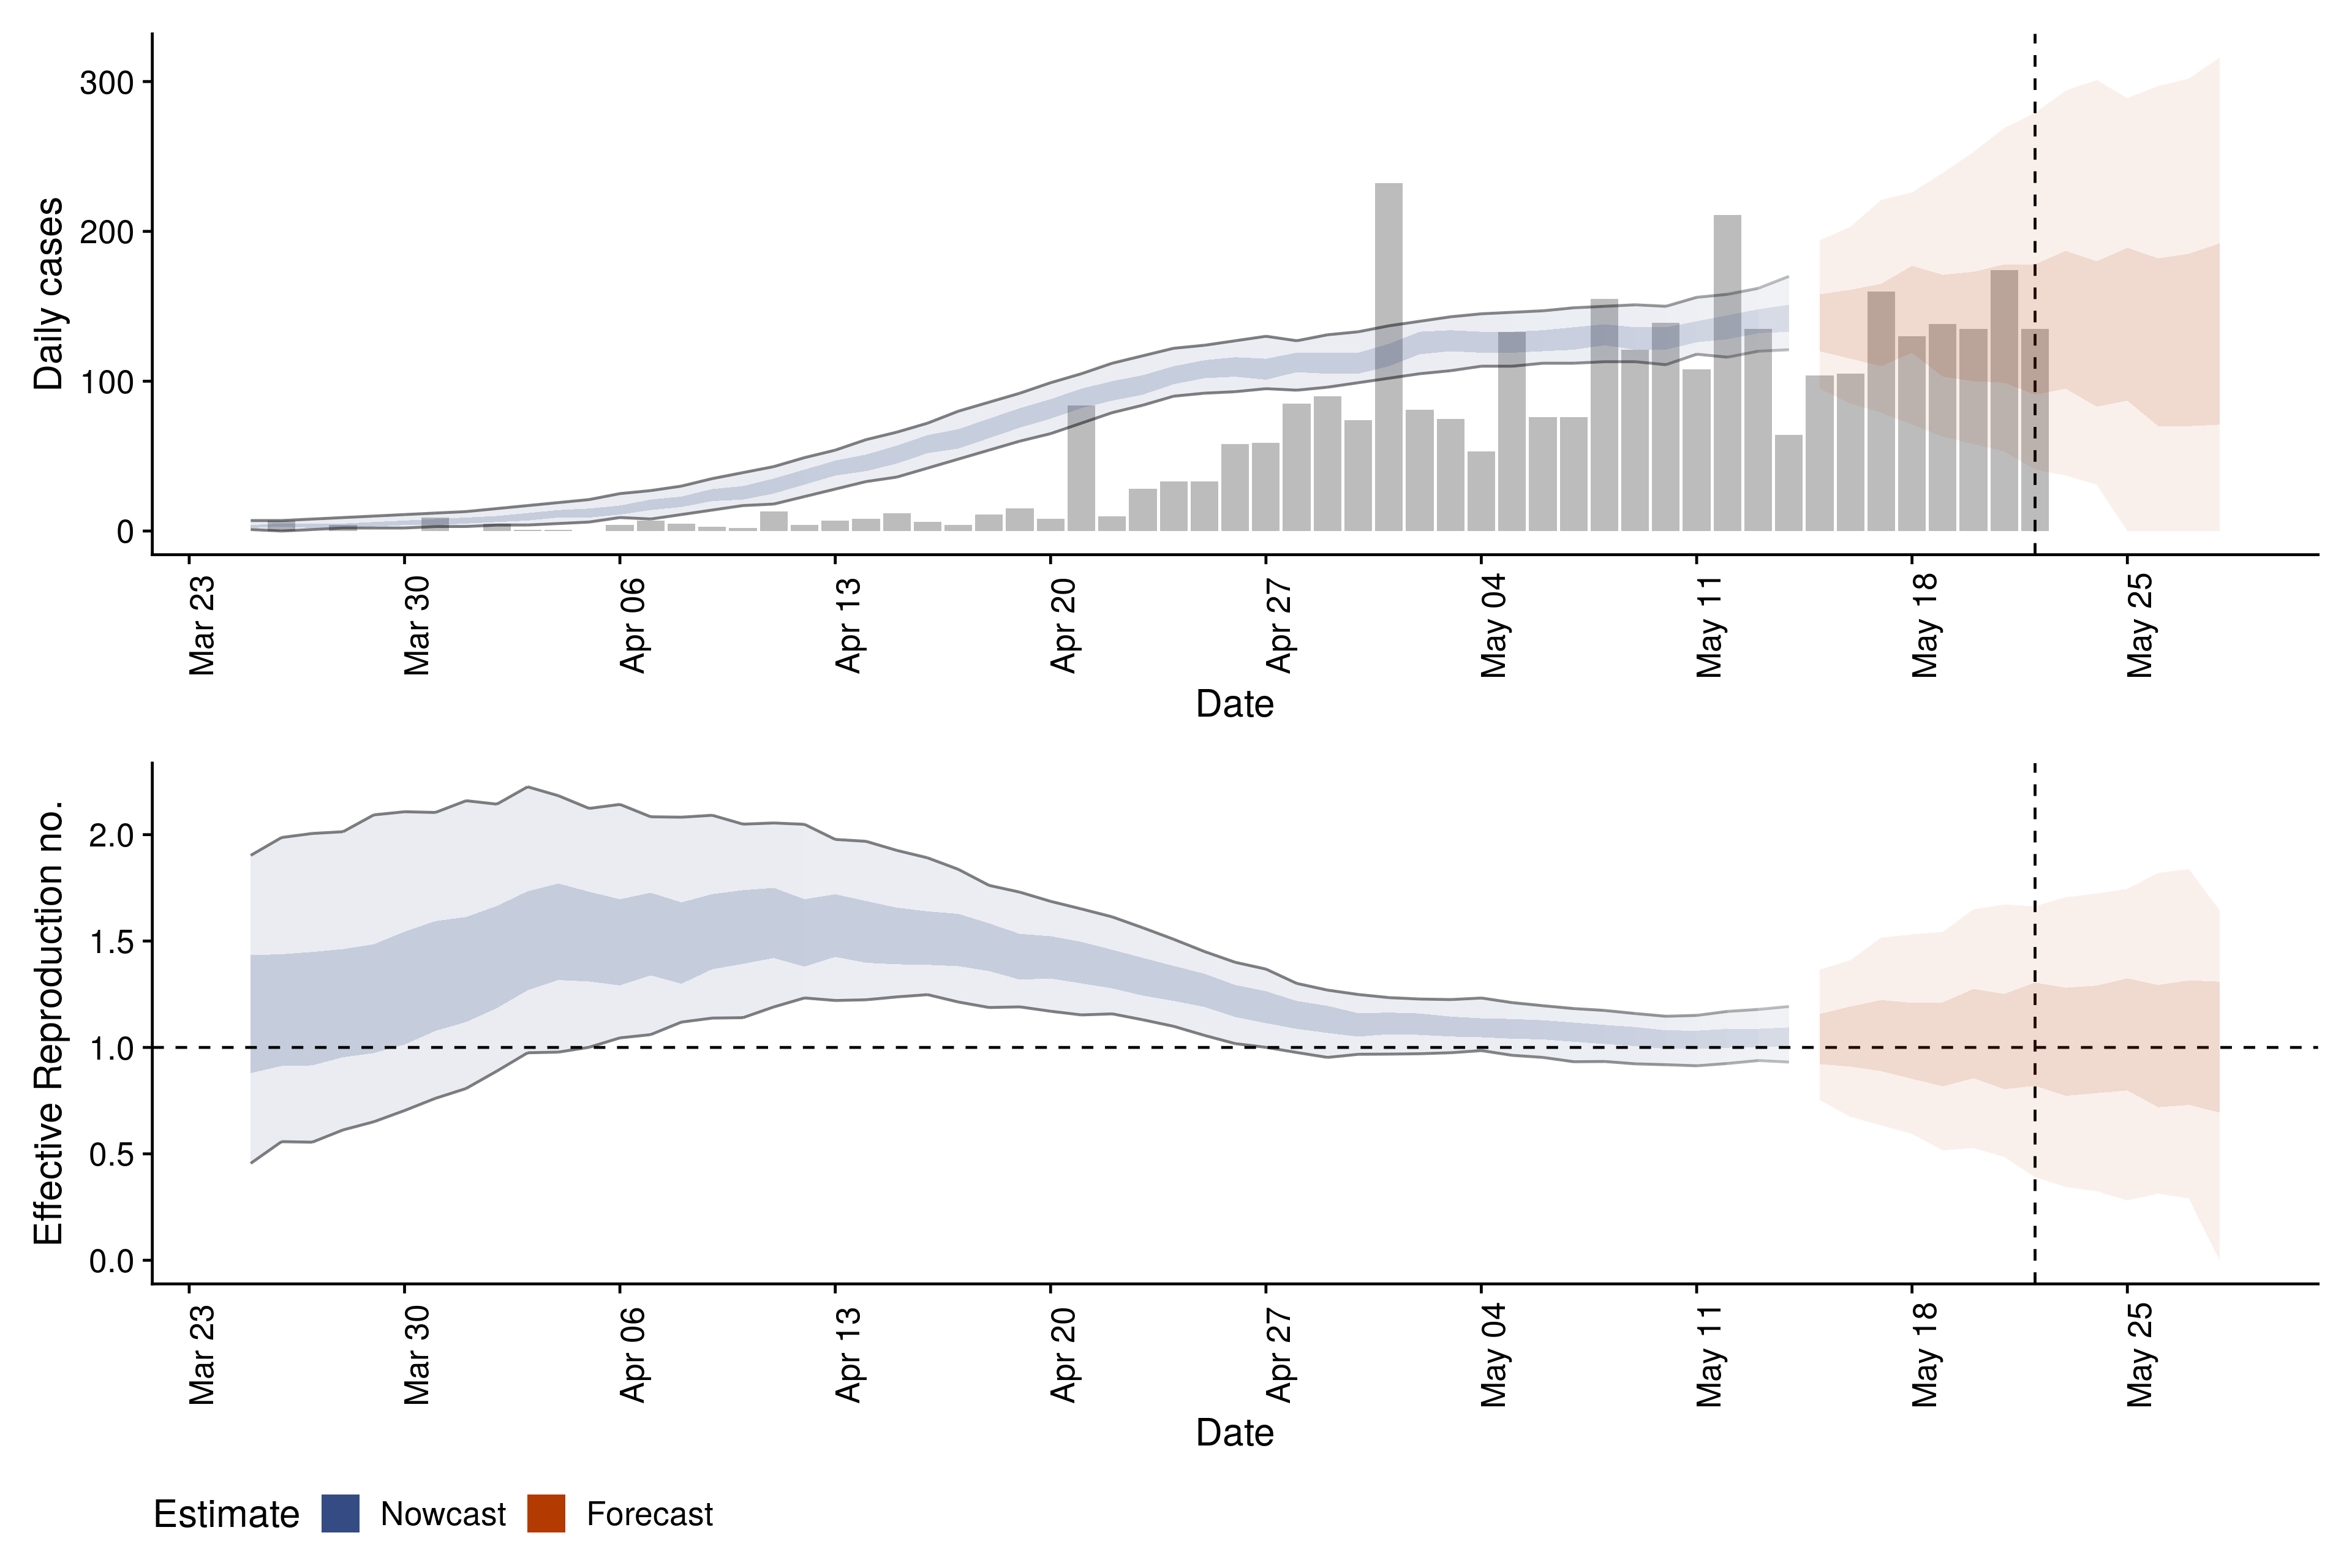 Daily cases
300
200
100
0
Mar 23
Mar 30
Apr 06
Apr 13
Apr 20
Apr 27
May 04
May 11
May 18
May 25
Date
Effective Reproduction no.
2.0
1.5
1.0
0.5
0.0
Mar 23
Mar 30
Apr 06
Apr 13
Apr 20
Apr 27
May 04
May 11
May 18
May 25
Date
Estimate Nowcast Forecast